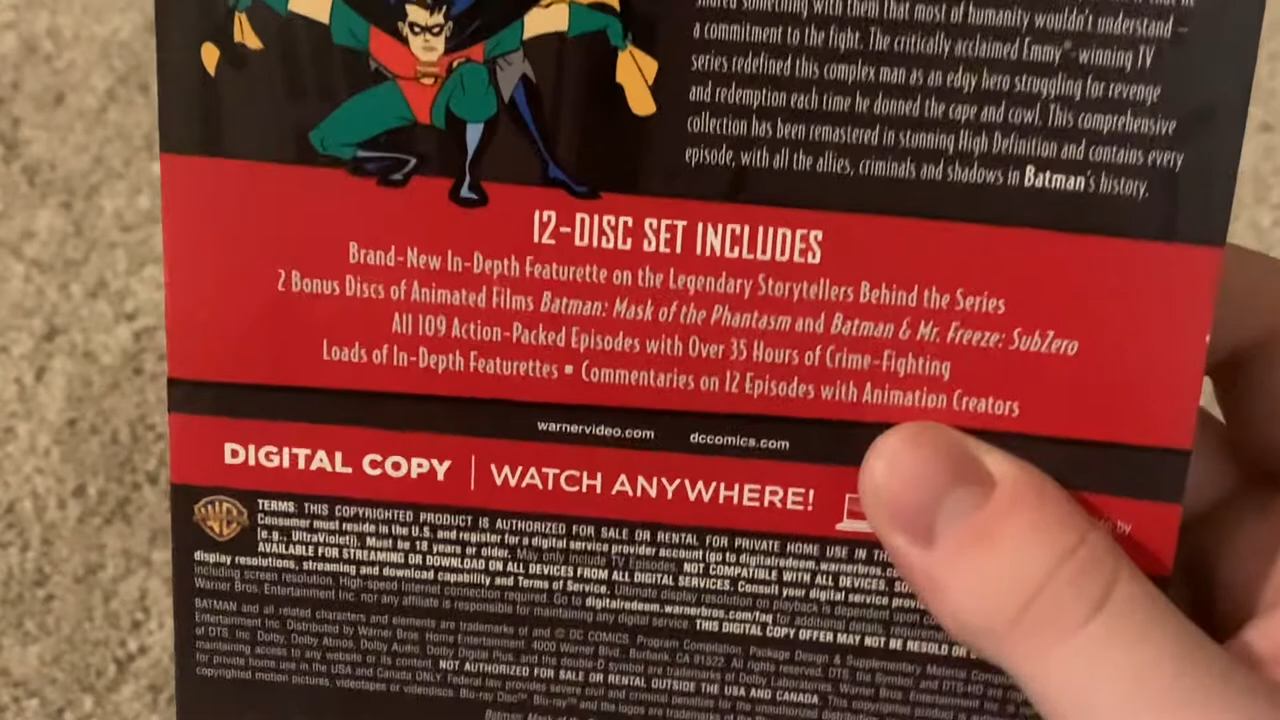 shared something with them that most of humanity wouldn't understand –
a commitment to the fight. The critically acclaimed Emmy®-winning TV
series redefined this complex man as an edgy hero struggling for revenge
and redemption each time he donned the cape and cowl. This comprehensive
collection has been remastered in stunning High Definition and contains every
episode, with all the allies, criminals and shadows in Batman's history.
12-DISC SET INCLUDES
Brand-New In-Depth Featurette on the Legendary Storytellers Behind the Series
2 Bonus Discs of Animated Films Batman: Mask of the Phantasm and Batman & Mr. Freeze: SubZero
All 109 Action-Packed Episodes with Over 35 Hours of Crime-Fighting
Loads of In-Depth Featurettes ▪ Commentaries on 12 Episodes with Animation Creators
warnervideo.com dccomics.com
DIGITAL COPY | WATCH ANYWHERE!
by
WB
TERMS: THIS COPYRIGHTED PRODUCT IS AUTHORIZED FOR SALE OR RENTAL FOR PRIVATE HOME USE IN
Consumer must reside in the U.S. and register for a digital service provider account (go to digitalredeem.warnerbros.
[e.g., UltraViolet]). Must be 18 years or older. May only include TV Episodes. NOT COMPATIBLE WITH ALL DEVICES,
AVAILABLE FOR STREAMING OR DOWNLOAD ON ALL DEVICES FROM ALL DIGITAL SERVICES. Consult your digital service
display resolutions, streaming and download capability and Terms of Service. Ultimate display resolution on playback is dependent upon
including screen resolution. High-speed Internet connection required. Go to digitalredeem.warnerbros.com/faq for additional details,
Warner Bros. Entertainment Inc. nor any affiliate is responsible for maintaining any digital service. THIS DIGITAL COPY OFFER MAY NOT BE RESOLD OR
BATMAN and all related characters and elements are trademarks of and © DC COMICS. Program Compilation, Package Design & Supplementary Material
Entertainment Inc. Distributed by Warner Bros. Home Entertainment, 4000 Warner Blvd., Burbank, CA 91522. All rights reserved. DTS, the Symbol, and DTS-HD are
of DTS, Inc. Dolby, Dolby Atmos, Dolby Audio, Dolby Digital Plus, and the double-D symbol are trademarks of Dolby Laboratories. Warner Bros. Entertainment
maintaining access to any website or its content. NOT AUTHORIZED FOR SALE OR RENTAL OUTSIDE THE USA AND CANADA. This copyrighted product is
for private home use in the USA and Canada ONLY. Federal law provides severe civil and criminal penalties for the unauthorized
copyrighted motion pictures, videotapes or videodiscs. Blu-ray Disc™ Blu-ray™ and the logos are trademarks of the
Batman: Mask of the